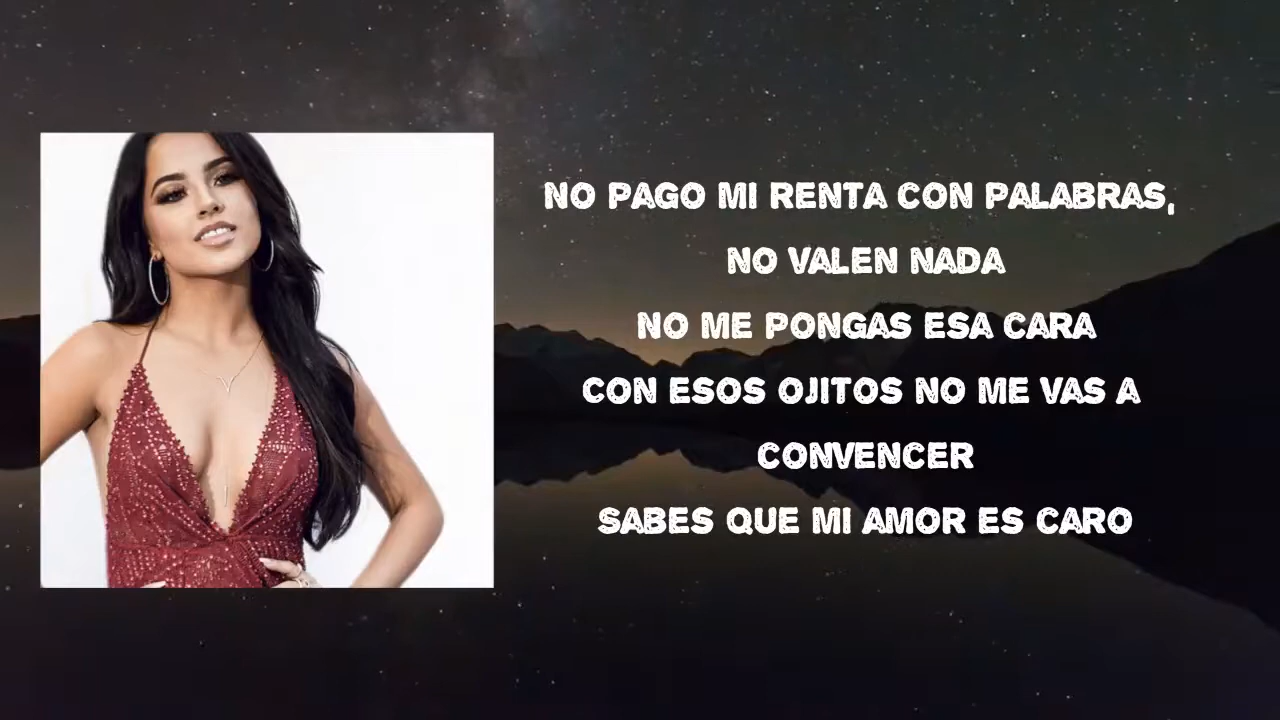 NO PAGO MI RENTA CON PALABRAS,
NO VALEN NADA
NO ME PONGAS ESA CARA
CON ESOS OJITOS NO ME VAS A
CONVENCER
SABES QUE MI AMOR ES CARO